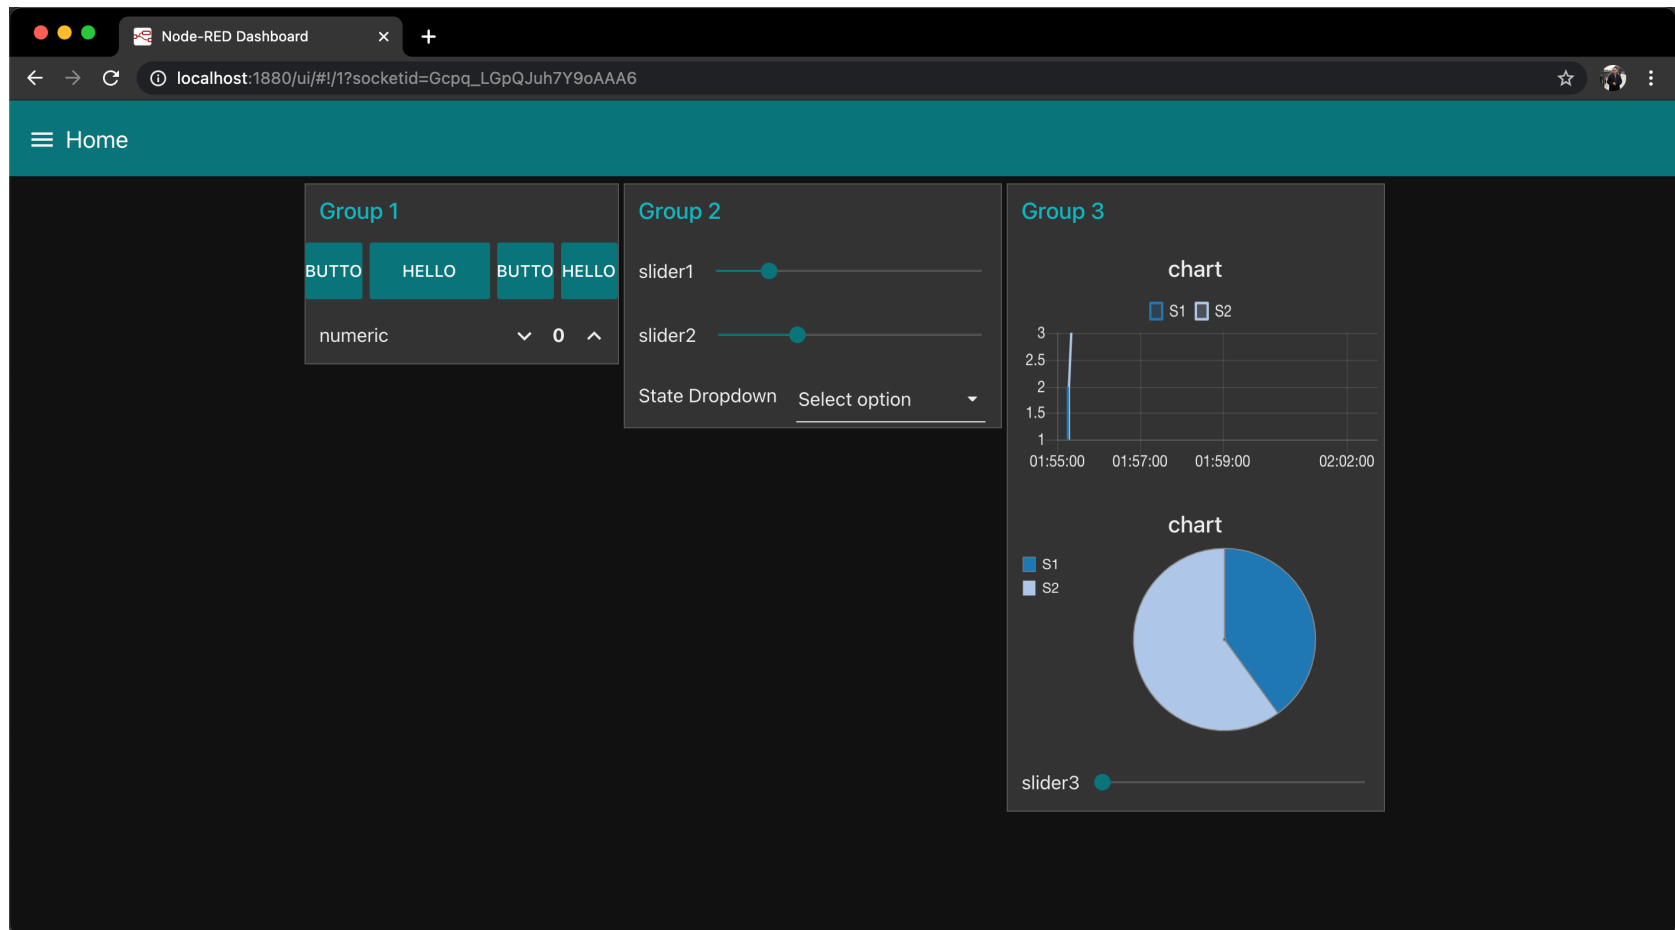 Node-RED Dashboard
localhost:1880/ui/#!/1?socketid=Gcpq_LGpQJuh7Y9oAAA6
Home
Group 1
BUTTO HELLO BUTTO HELLO
numeric 0
Group 2
slider1
slider2
State Dropdown Select option
Group 3
chart
S1 S2
3
2.5
2
1.5
1
01:55:00 01:57:00 01:59:00 02:02:00
chart
S1
S2
slider3